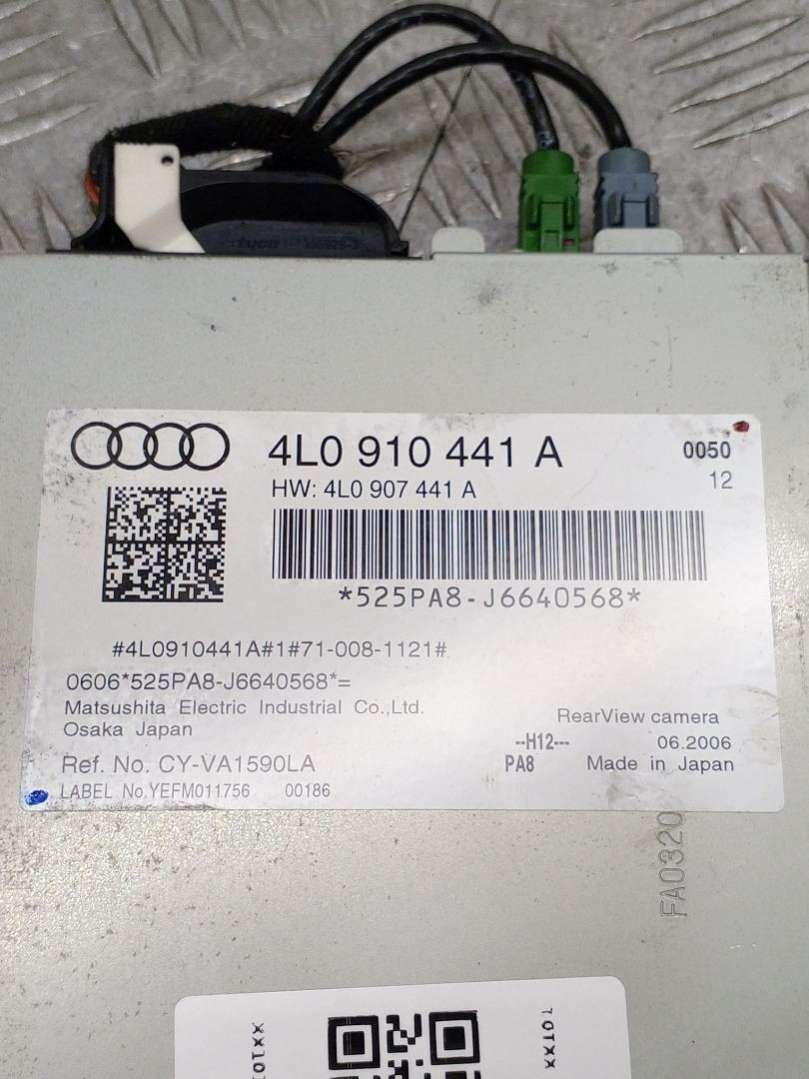 4L0 910 441 A
0050
HW: 4L0 907 441 A
12
*525PA8-J6640568*
#4L0910441A#1#71-008-1121#
0606*525PA8-J6640568*=
Matsushita Electric Industrial Co.,Ltd.
Osaka Japan
RearView camera
--H12---
06.2006
Ref. No. CY-VA1590LA
PA8
Made in Japan
LABEL No.YEFM011756
00186
FA0320